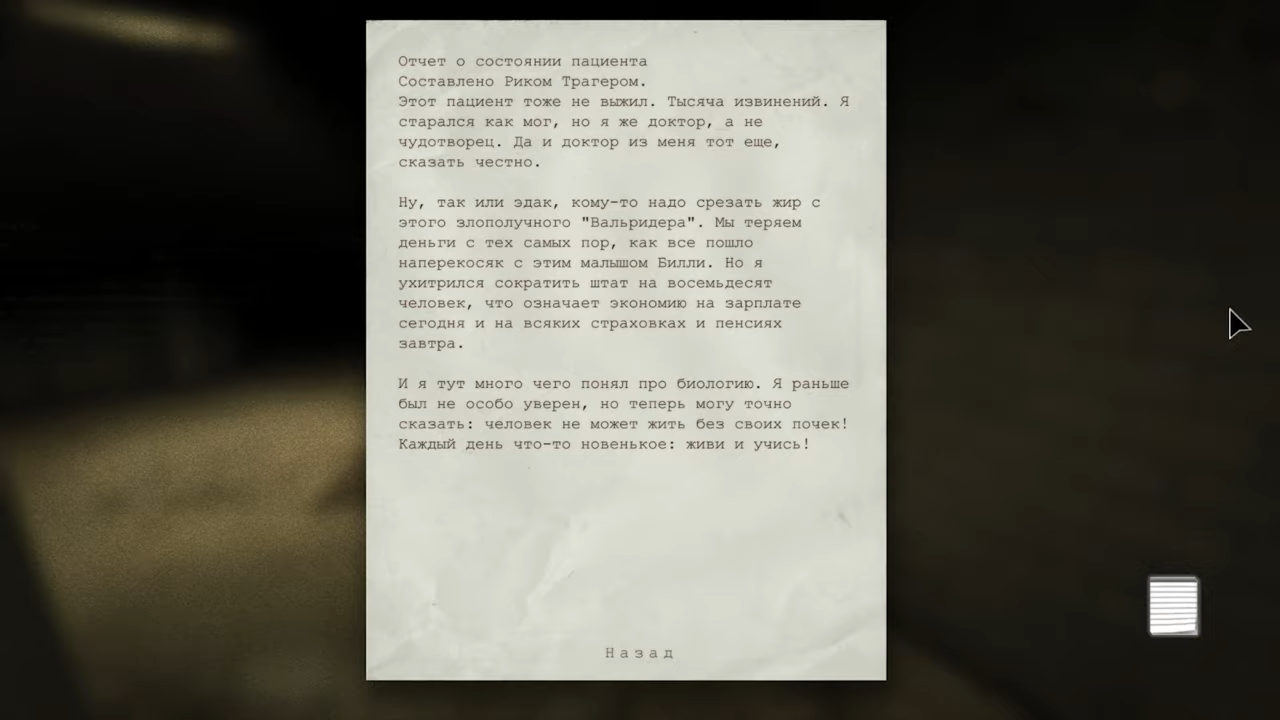 Отчет о состоянии пациента
Составлено Риком Трагером.
Этот пациент тоже не выжил. Тысяча извинений. Я
старался как мог, но я же доктор, а не
чудотворец. Да и доктор из меня тот еще,
сказать честно.
Ну, так или эдак, кому-то надо срезать жир с
этого злополучного "Вальридера". Мы теряем
деньги с тех самых пор, как все пошло
наперекосяк с этим малышом Билли. Но я
ухитрился сократить штат на восемьдесят
человек, что означает экономию на зарплате
сегодня и на всяких страховках и пенсиях
завтра.
И я тут много чего понял про биологию. Я раньше
был не особо уверен, но теперь могу точно
сказать: человек не может жить без своих почек!
Каждый день что-то новенькое: живи и учись!
Назад